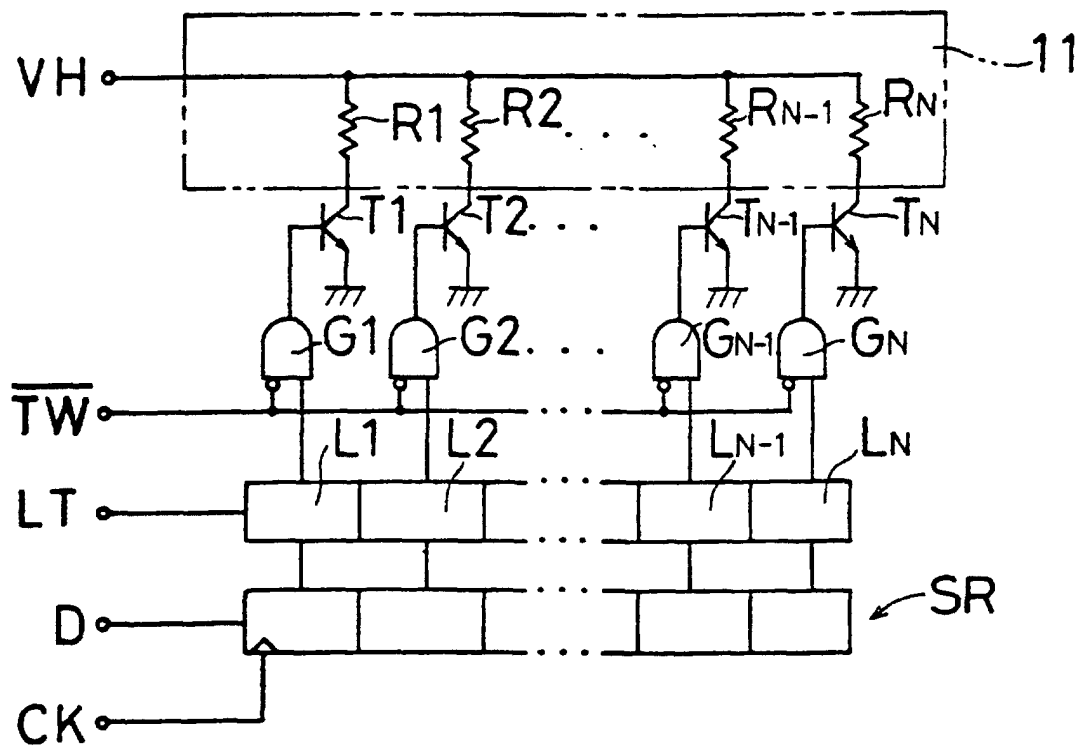 11
VH
R1 R2 . . . RN-1 RN
T1 T2 . . . TN-1 TN
G1 G2 . . . GN-1 GN
T̅W̅
L1 L2 LN-1 LN
LT
D
SR
CK